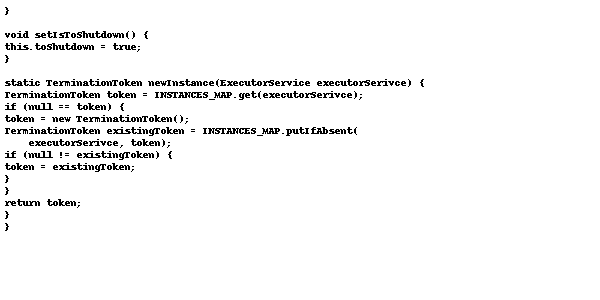 }
void setIsToShutdown() {
this.toShutdown = true;
}
static TerminationToken newInstance(ExecutorService executorSerivce) {
TerminationToken token = INSTANCES_MAP.get(executorSerivce);
if (null == token) {
token = new TerminationToken();
TerminationToken existingToken = INSTANCES_MAP.putIfAbsent(
executorSerivce, token);
if (null != existingToken) {
token = existingToken;
}
}
return token;
}
}